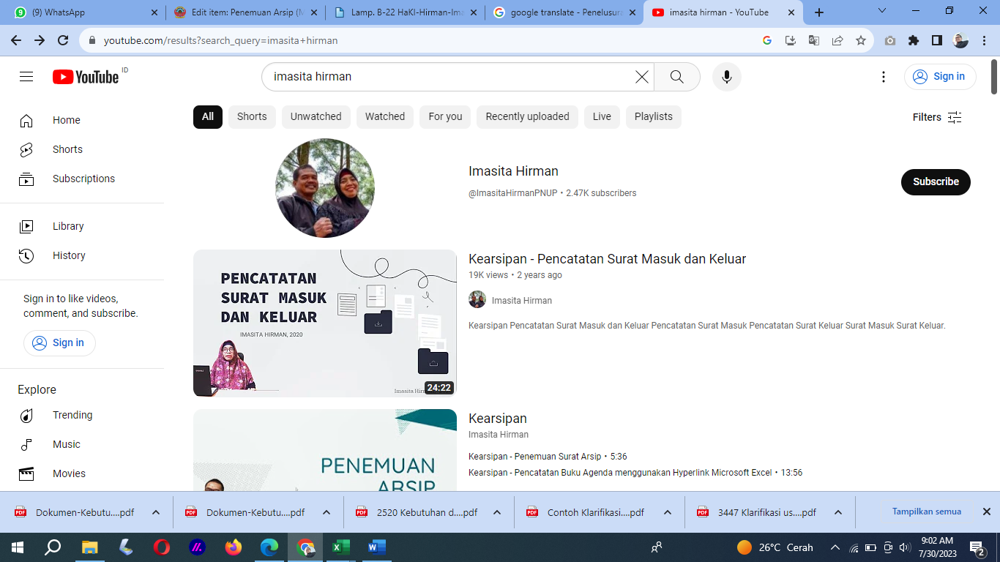 (9) WhatsApp
Edit item: Penemuan Arsip (M
Lamp. B-22 HaKI-Hirman-Ima
google translate - Penelusura
imasita hirman - YouTube
youtube.com/results?search_query=imasita+hirman
YouTube ID
imasita hirman
Sign in
Home
Shorts
Subscriptions
Library
History
Sign in to like videos,
comment, and subscribe.
Sign in
Explore
Trending
Music
Movies
All
Shorts
Unwatched
Watched
For you
Recently uploaded
Live
Playlists
Filters
Imasita Hirman
@ImasitaHirmanPNUP • 2.47K subscribers
Subscribe
PENCATATAN
SURAT MASUK
DAN KELUAR
IMASITA HIRMAN, 2020
24:22
Kearsipan - Pencatatan Surat Masuk dan Keluar
19K views • 2 years ago
Imasita Hirman
Kearsipan Pencatatan Surat Masuk dan Keluar Pencatatan Surat Masuk Pencatatan Surat Keluar Surat Masuk Surat Keluar.
PENEMUAN
ARSIP
Kearsipan
Imasita Hirman
Kearsipan - Penemuan Surat Arsip • 5:36
Kearsipan - Pencatatan Buku Agenda menggunakan Hyperlink Microsoft Excel • 13:56
Dokumen-Kebutu....pdf
Dokumen-Kebutu....pdf
2520 Kebutuhan d....pdf
Contoh Klarifikasi....pdf
3447 Klarifikasi us....pdf
Tampilkan semua
26°C Cerah
9:02 AM
7/30/2023
2